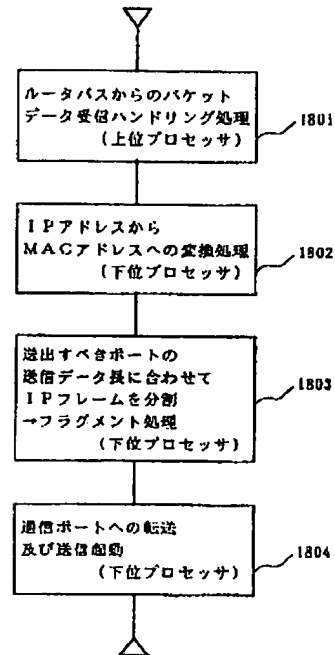 ルータバスからのパケット
データ受信ハンドリング処理
(上位プロセッサ)
1801
IPアドレスから
MACアドレスへの変換処理
(下位プロセッサ)
1802
送出すべきポートの
送信データ長に合わせて
IPフレームを分割
→フラグメント処理
(下位プロセッサ)
1803
通信ポートへの転送
及び送信起動
(下位プロセッサ)
1804